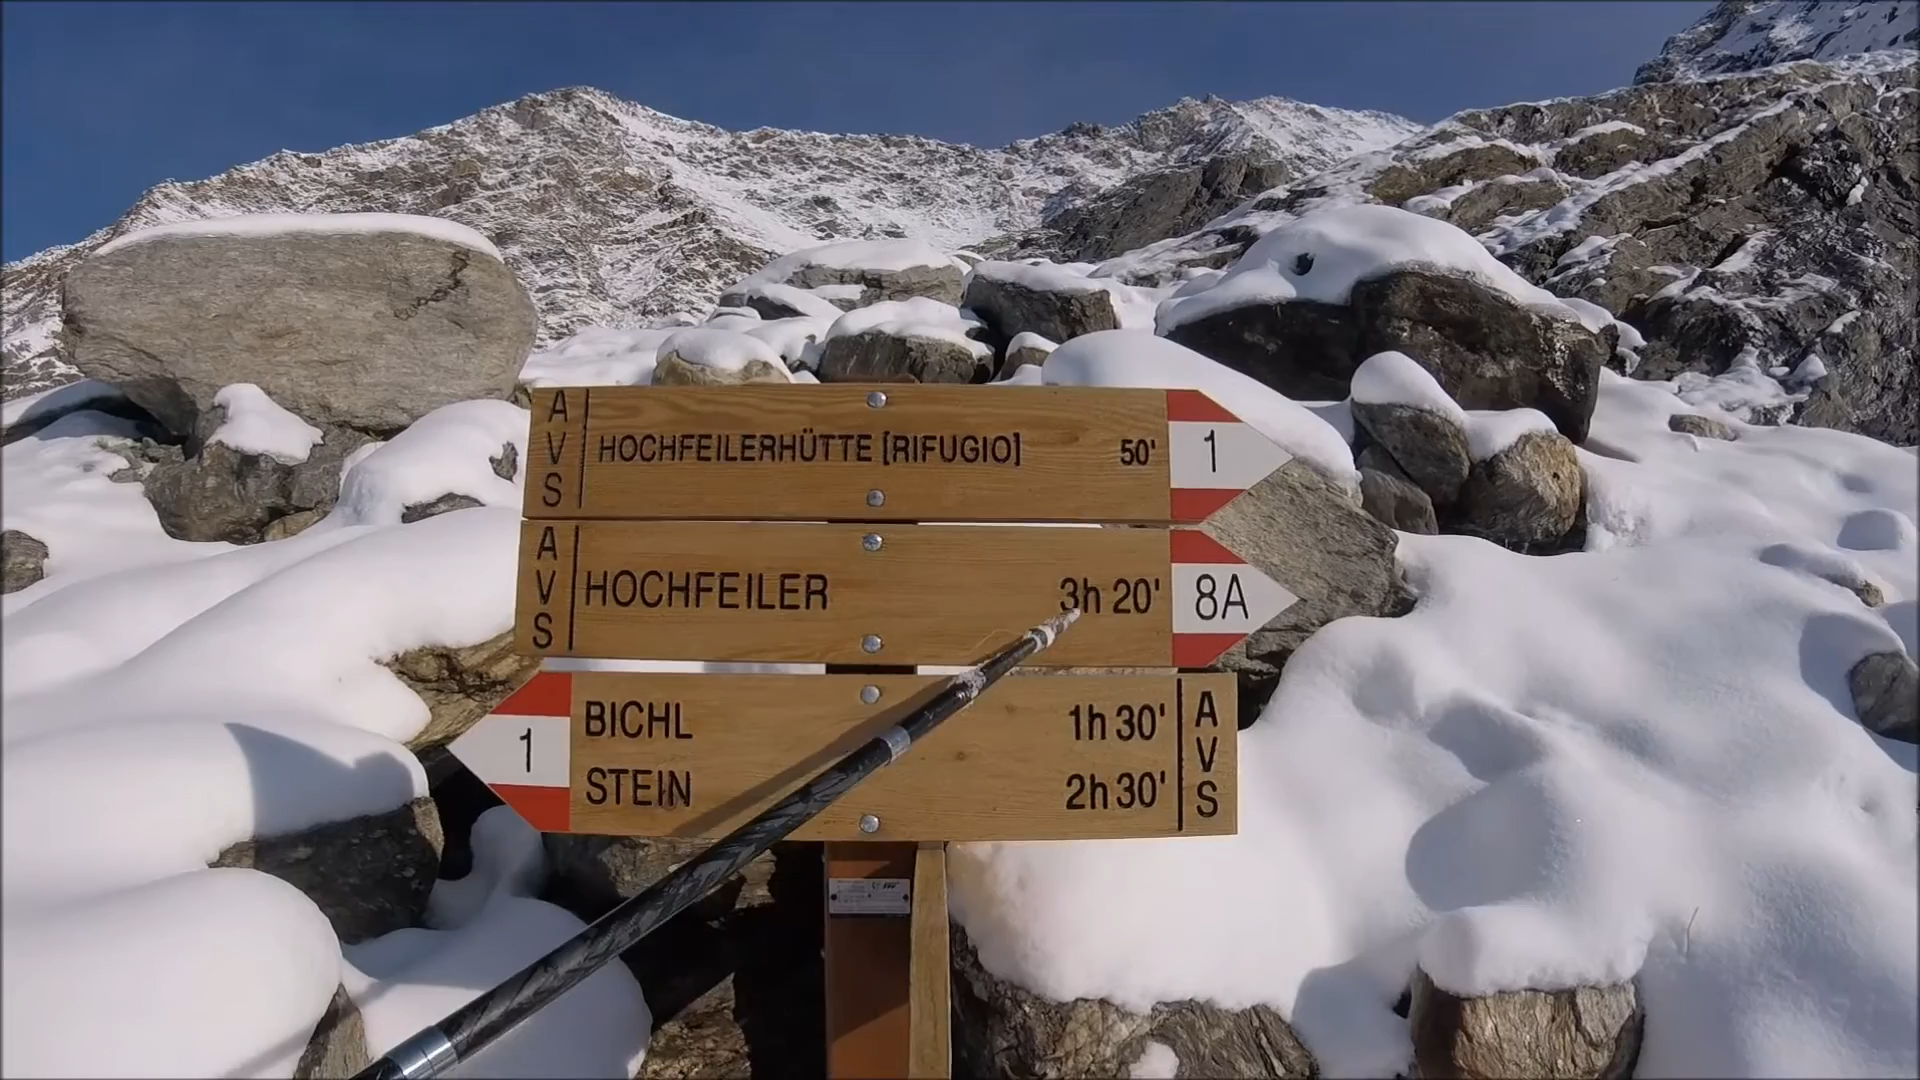 AVS
HOCHFEILERHÜTTE [RIFUGIO] 50' 1
AVS
HOCHFEILER 3h 20' 8A
1
BICHL 1h 30'
STEIN 2h 30'
AVS